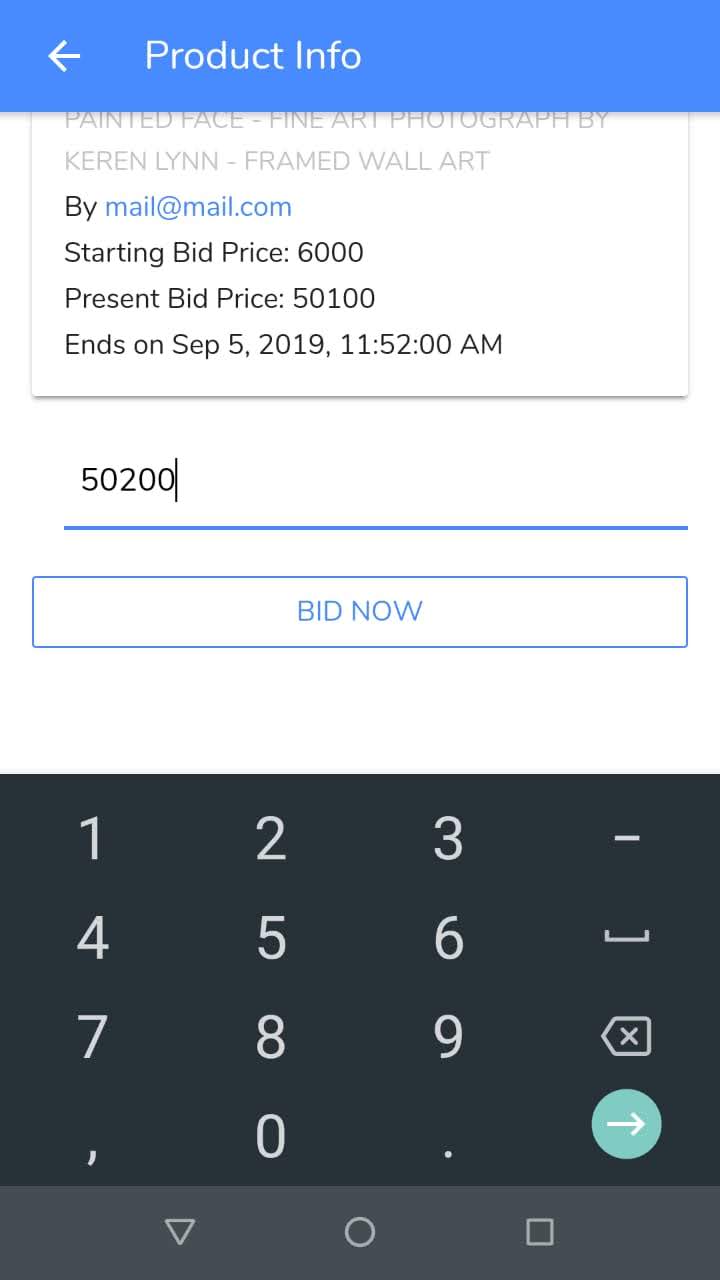 Product Info
PAINTED FACE - FINE ART PHOTOGRAPH BY
KEREN LYNN - FRAMED WALL ART
By mail@mail.com
Starting Bid Price: 6000
Present Bid Price: 50100
Ends on Sep 5, 2019, 11:52:00 AM
50200
BID NOW
1 2 3 –
4 5 6
7 8 9
, 0 .